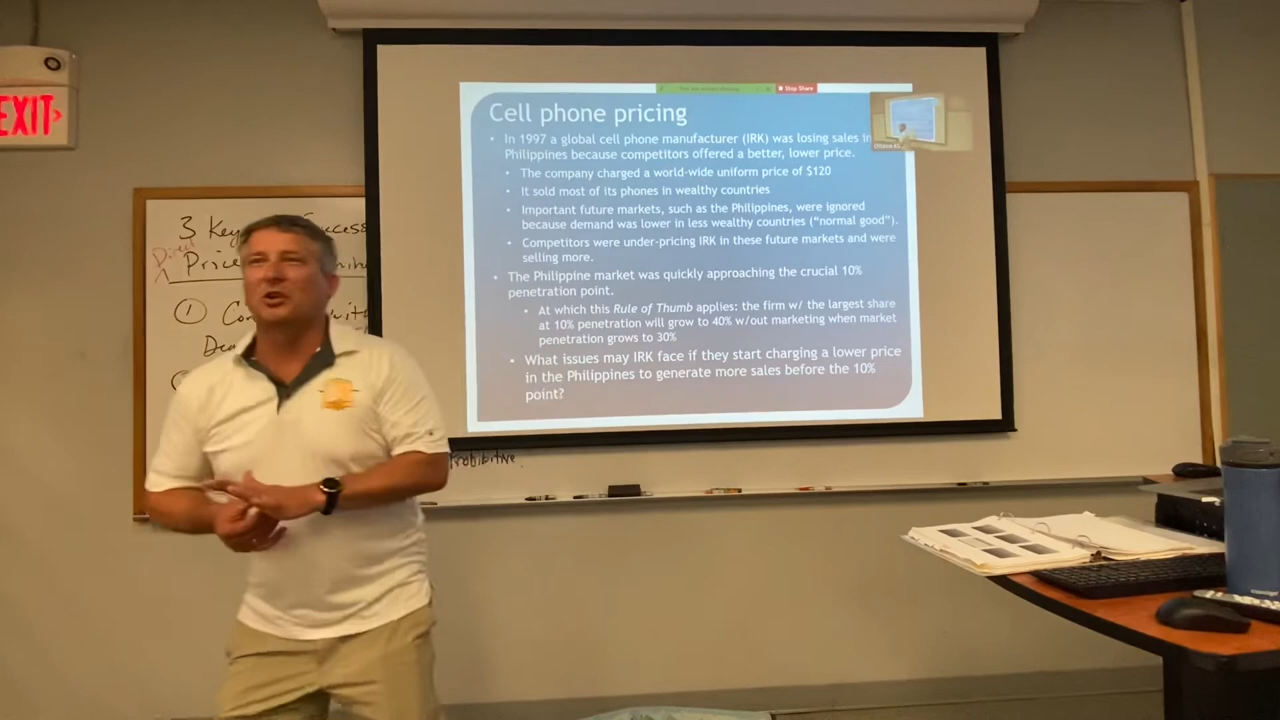 EXIT
Stop Share
Cell phone pricing
• In 1997 a global cell phone manufacturer (IRK) was losing sales in
Philippines because competitors offered a better, lower price.
• The company charged a world-wide uniform price of $120
• It sold most of its phones in wealthy countries
• Important future markets, such as the Philippines, were ignored
because demand was lower in less wealthy countries (“normal good”).
• Competitors were under-pricing IRK in these future markets and were
selling more.
• The Philippine market was quickly approaching the crucial 10%
penetration point.
• At which this Rule of Thumb applies: the firm w/ the largest share
at 10% penetration will grow to 40% w/out marketing when market
penetration grows to 30%
• What issues may IRK face if they start charging a lower price
in the Philippines to generate more sales before the 10%
point?
3 Key
Direct
Price
①
Prohibitive